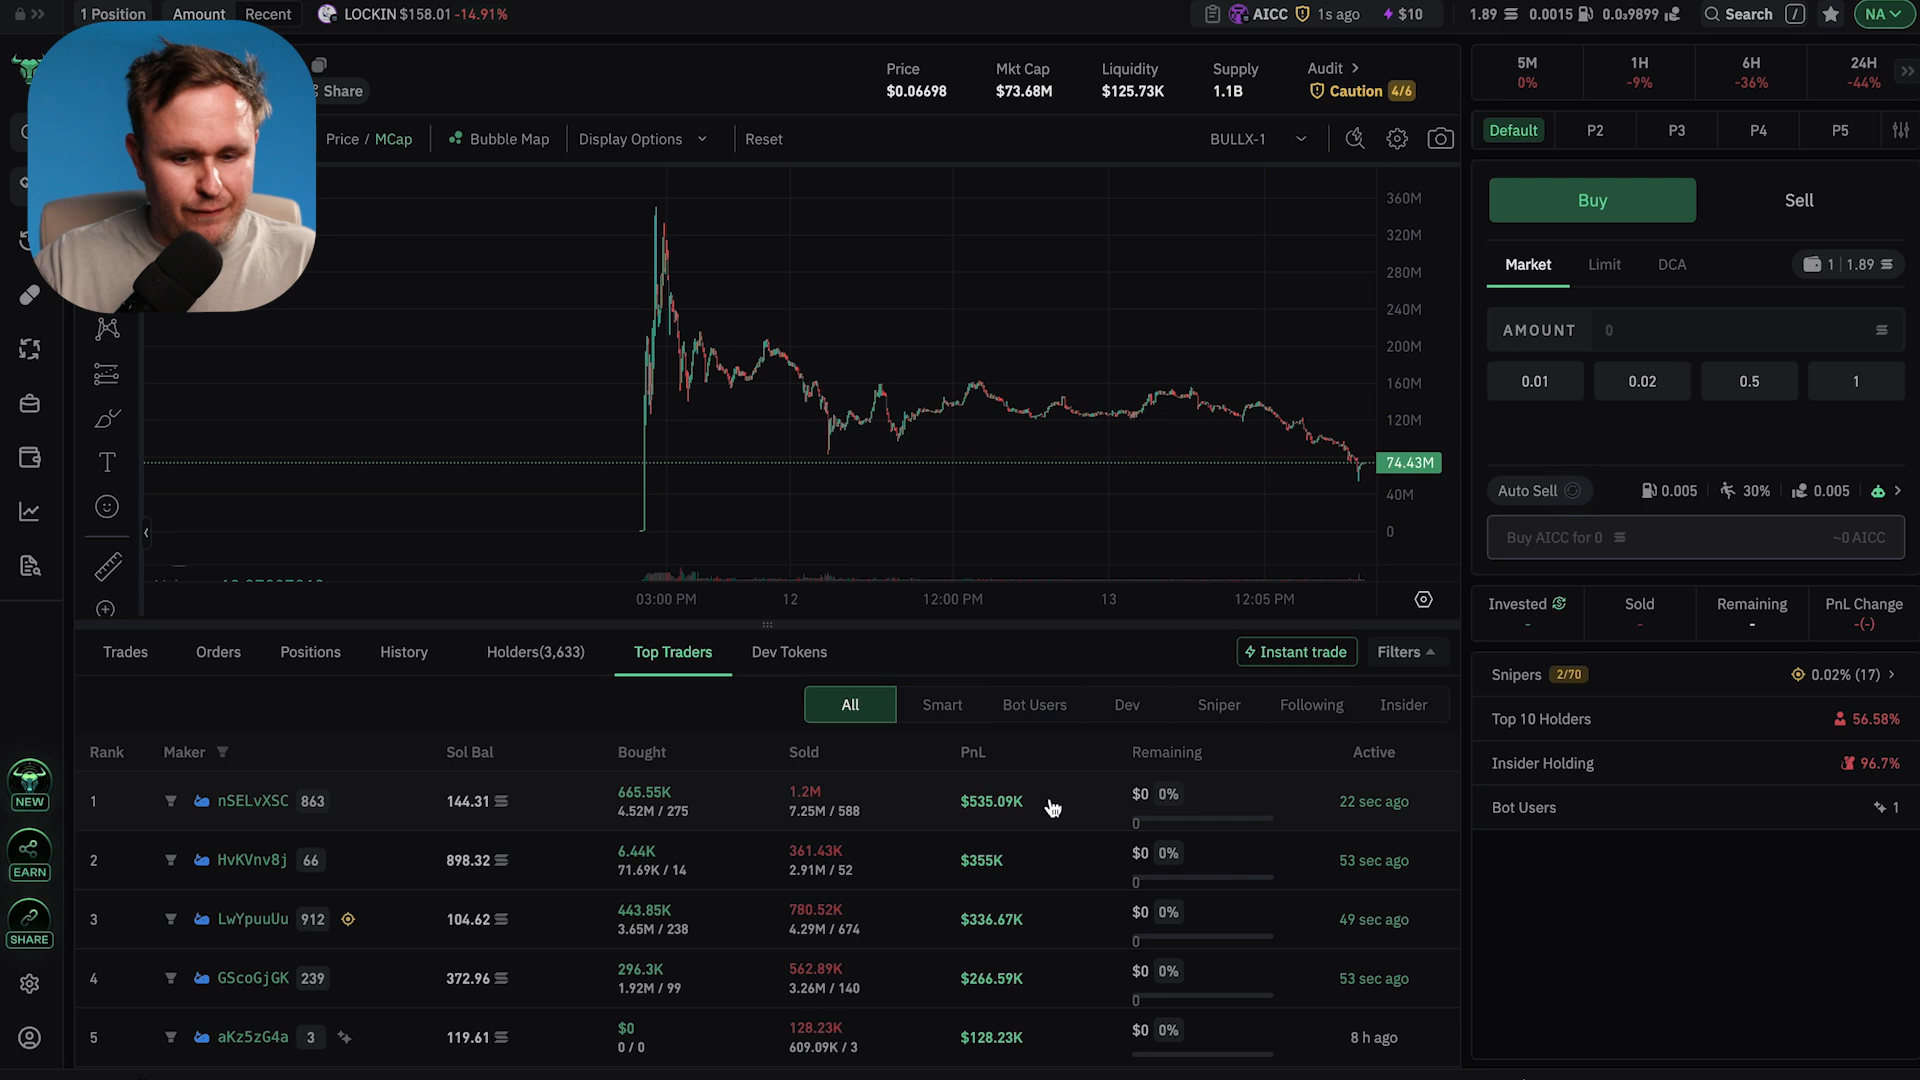 1 Position
Amount
Recent
LOCKIN $158.01 -14.91%
AICC
1s ago
$10
1.89
0.0015
0.0₃9899
Search
/
NA
Share
Price
$0.06698
Mkt Cap
$73.68M
Liquidity
$125.73K
Supply
1.1B
Audit
Caution 4/6
5M
0%
1H
-9%
6H
-36%
24H
-44%
Price / MCap
Bubble Map
Display Options
Reset
BULLX-1
Default
P2
P3
P4
P5
Buy
Sell
Market
Limit
DCA
1 | 1.89
AMOUNT 0
0.01
0.02
0.5
1
Auto Sell
0.005
30%
0.005
Buy AICC for 0
~0 AICC
360M
320M
280M
240M
200M
160M
120M
74.43M
40M
0
03:00 PM
12
12:00 PM
13
12:05 PM
Invested
-
Sold
-
Remaining
-
PnL Change
-(-)
Trades
Orders
Positions
History
Holders(3,633)
Top Traders
Dev Tokens
Instant trade
Filters
All
Smart
Bot Users
Dev
Sniper
Following
Insider
Snipers 2/70
0.02% (17)
Top 10 Holders
56.58%
Insider Holding
96.7%
Bot Users
1
Rank
Maker
Sol Bal
Bought
Sold
PnL
Remaining
Active
1
nSELvXSC 863
144.31
665.55K
4.52M / 275
1.2M
7.25M / 588
$535.09K
$0 0%
0
22 sec ago
2
HvKVnv8j 66
898.32
6.44K
71.69K / 14
361.43K
2.91M / 52
$355K
$0 0%
0
53 sec ago
3
LwYpuuUu 912
104.62
443.85K
3.65M / 238
780.52K
4.29M / 674
$336.67K
$0 0%
0
49 sec ago
4
GScoGjGK 239
372.96
296.3K
1.92M / 99
562.89K
3.26M / 140
$266.59K
$0 0%
0
53 sec ago
5
aKz5zG4a 3
119.61
$0
0 / 0
128.23K
609.09K / 3
$128.23K
$0 0%
8 h ago
NEW
EARN
SHARE